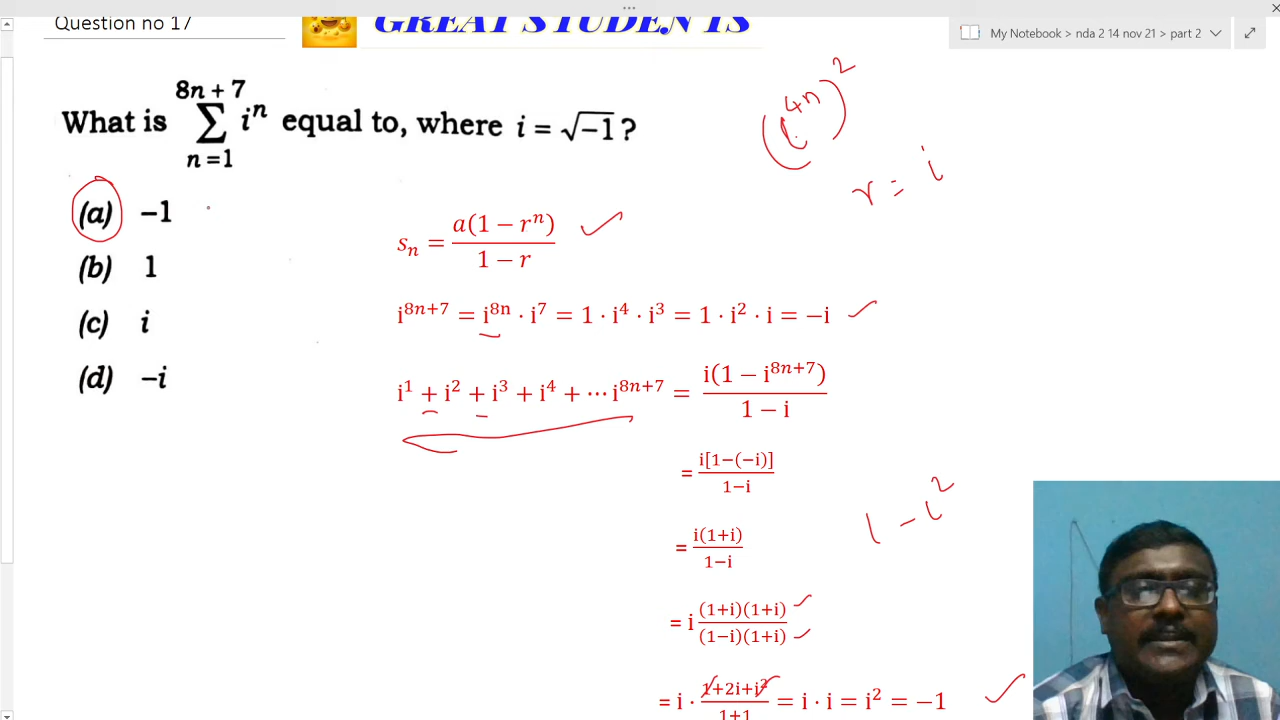 Question no 17
GREAT STUDENTS
My Notebook > nda 2 14 nov 21 > part 2
What is \sum_{n=1}^{8n+7} i^n equal to, where i = √−1 ?
(a) −1
(b) 1
(c) i
(d) −i
(i^{4n})^2
r = i
s_n = a(1 − r^n) / 1 − r
i^{8n+7} = i^{8n} · i^7 = 1 · i^4 · i^3 = 1 · i^2 · i = −i
i^1 + i^2 + i^3 + i^4 + ⋯ i^{8n+7} = i(1 − i^{8n+7}) / 1 − i
= i[1−(−i)] / 1−i
= i(1+i) / 1−i
1 − i^2
= i (1+i)(1+i) / (1−i)(1+i)
= i · 1+2i+i^2 / 1+1 = i · i = i^2 = −1